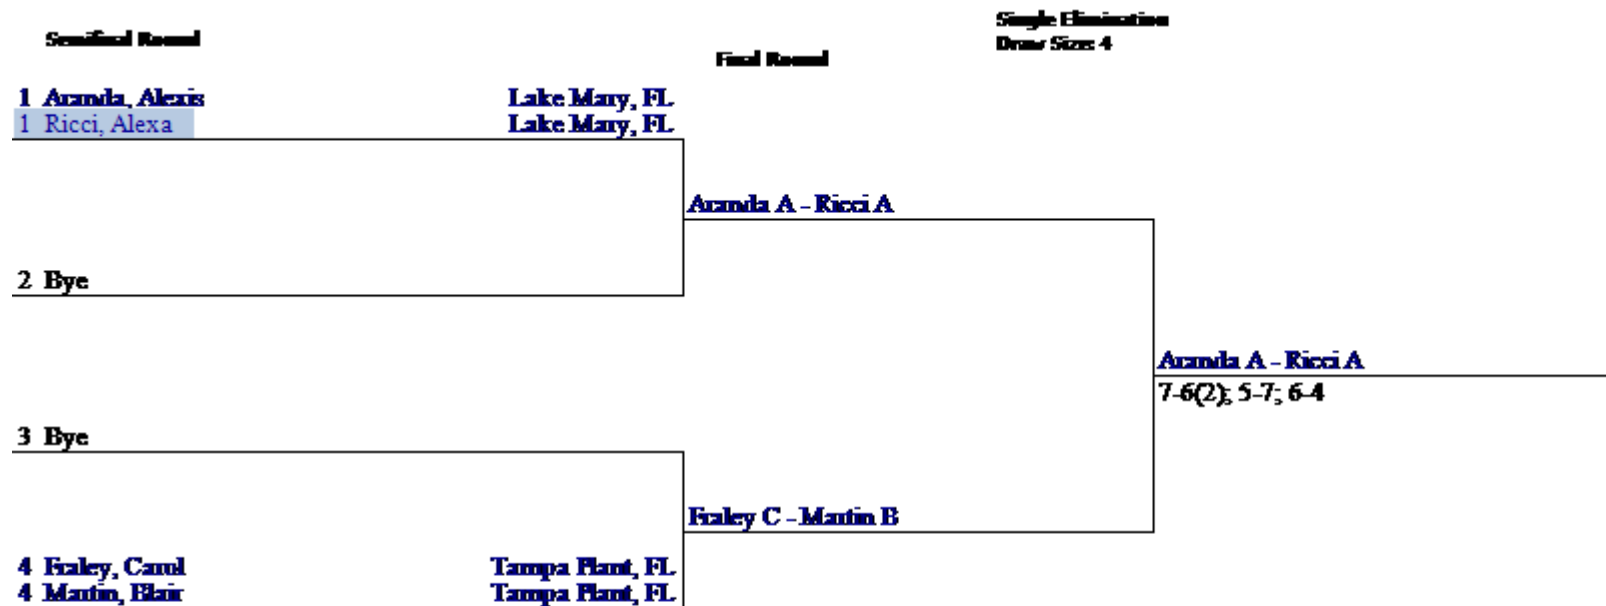 Single Elimination
Semifinal Round
Draw Size: 4
Final Round
1 Aranda, Alexis Lake Mary, FL
1 Ricci, Alexa Lake Mary, FL
Aranda A - Ricci A
2 Bye
Aranda A - Ricci A
7-6(2); 5-7; 6-4
3 Bye
Fraley C - Martin B
4 Fraley, Carol Tampa Plant, FL
4 Martin, Blair Tampa Plant, FL